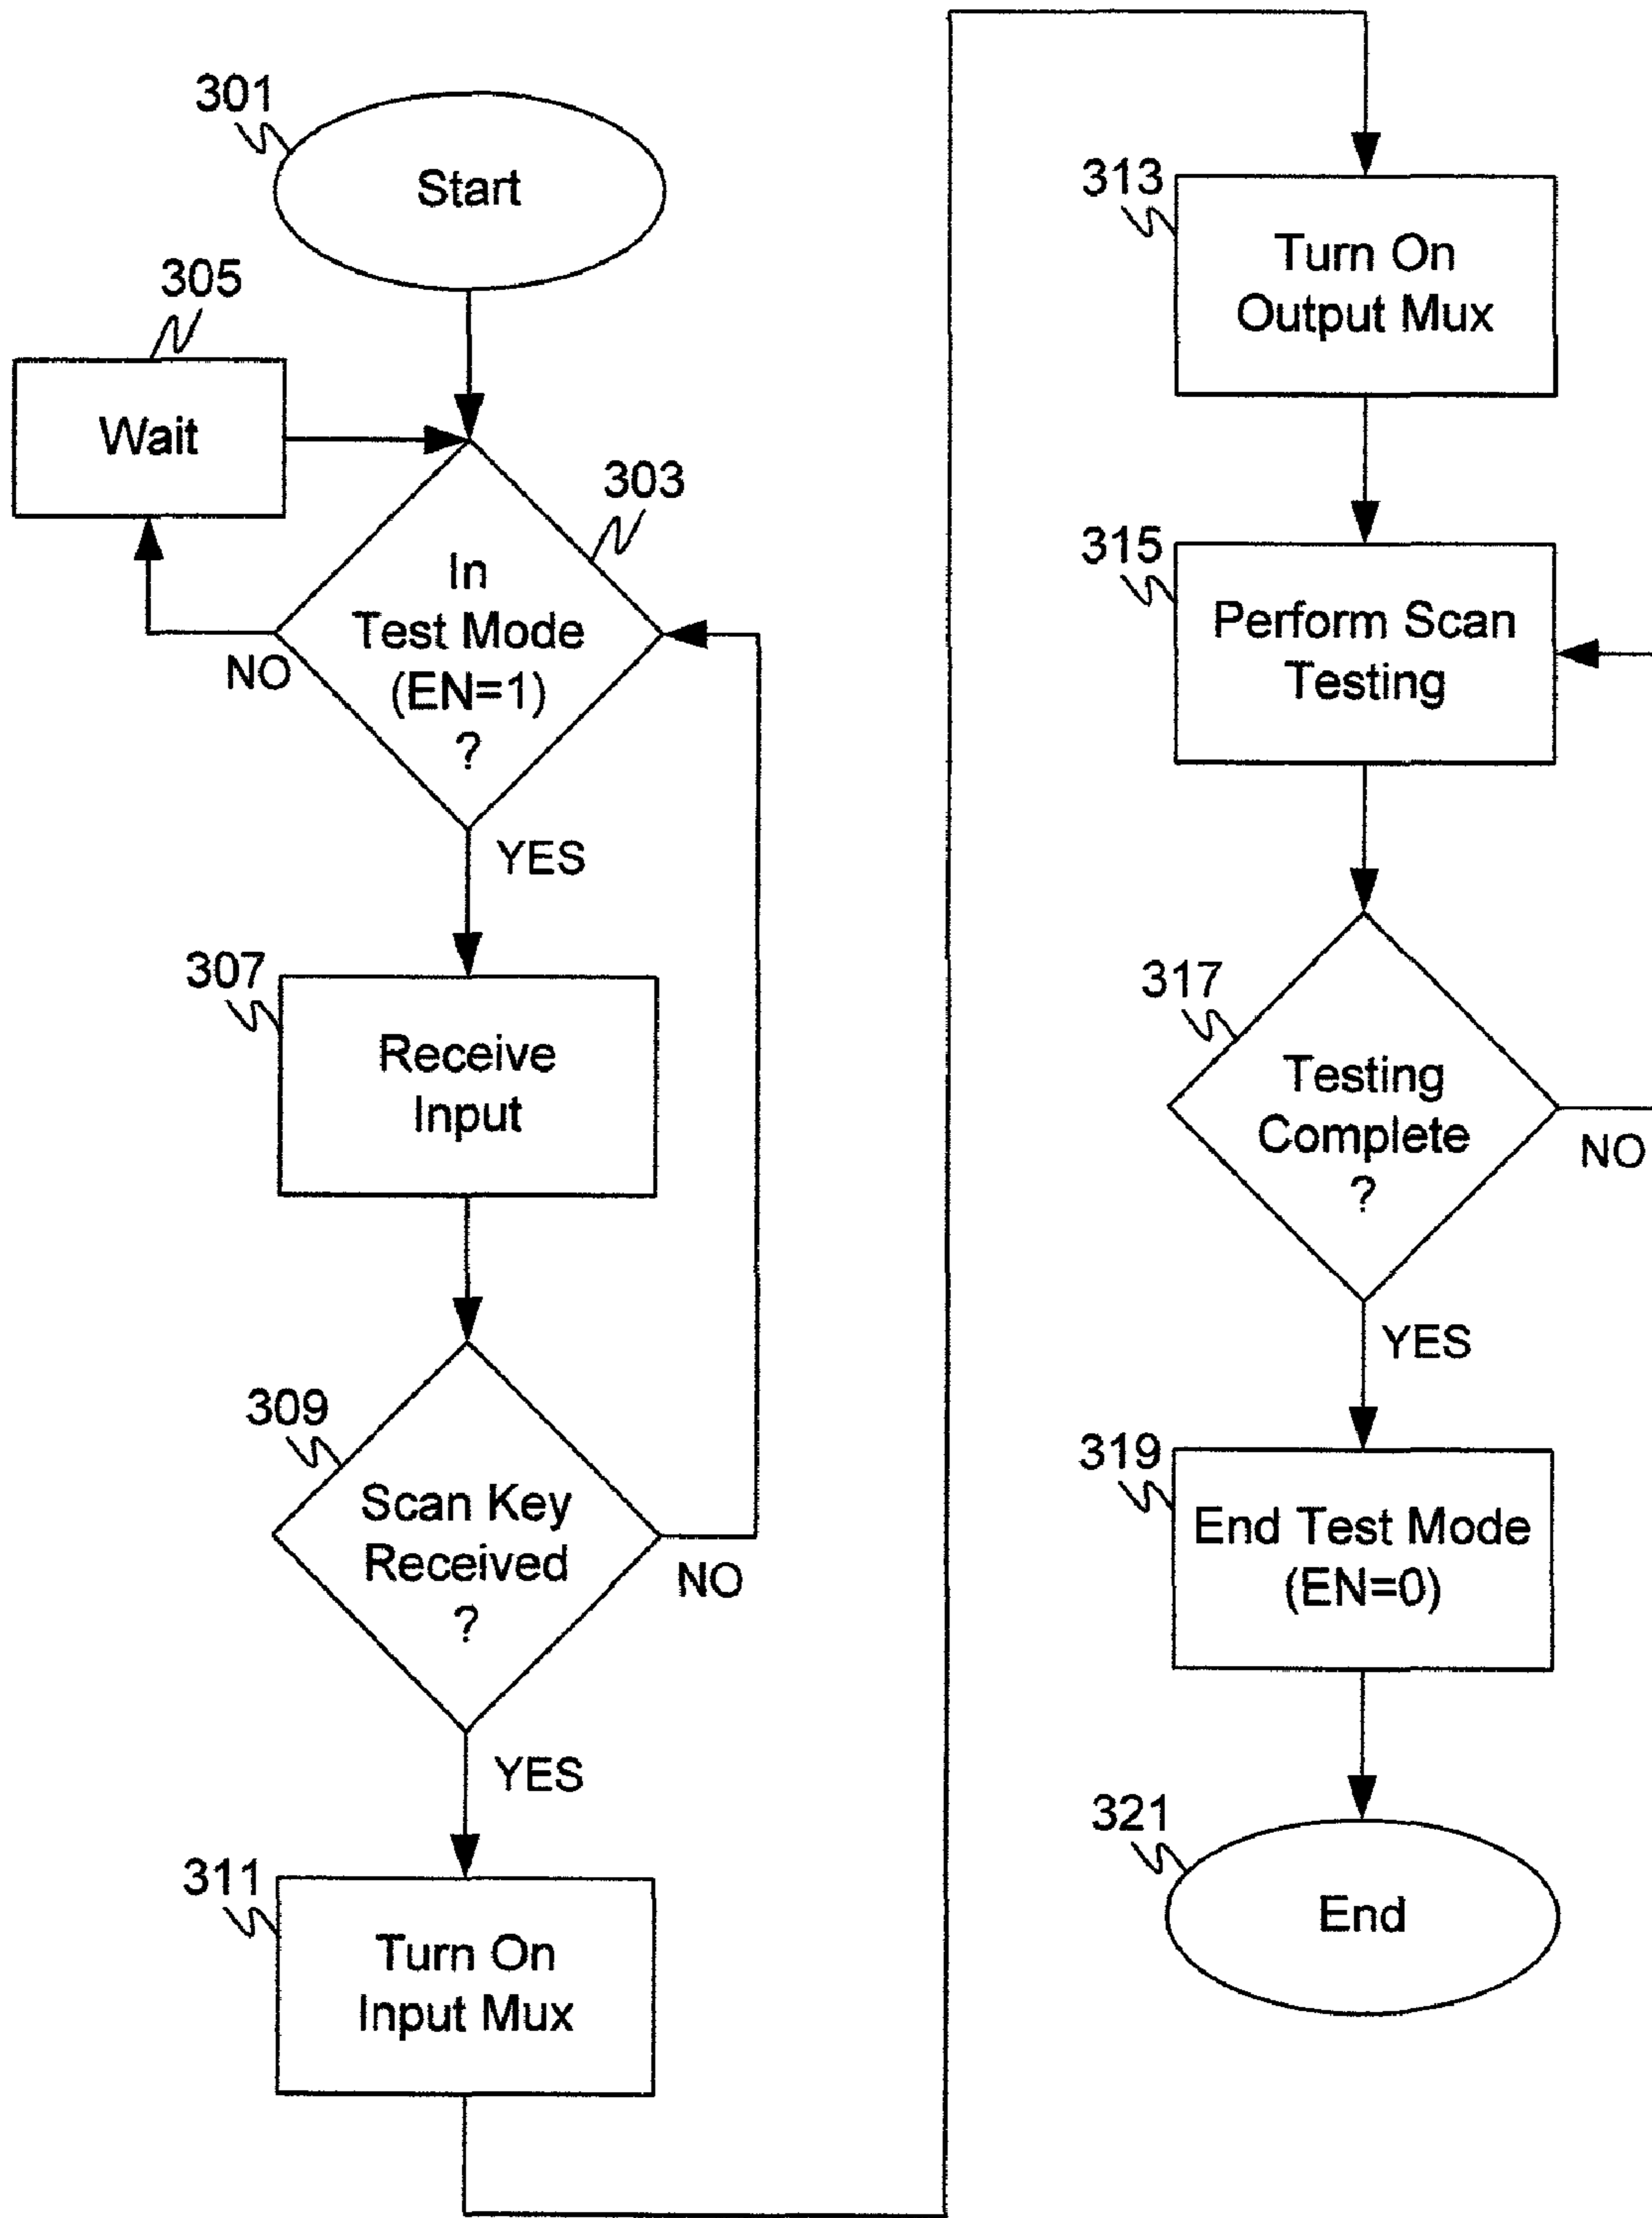 301
Start
305
Wait
303
In
Test Mode
(EN=1)
?
NO
YES
307
Receive
Input
309
Scan Key
Received
?
NO
YES
311
Turn On
Input Mux
313
Turn On
Output Mux
315
Perform Scan
Testing
317
Testing
Complete
?
NO
YES
319
End Test Mode
(EN=0)
321
End